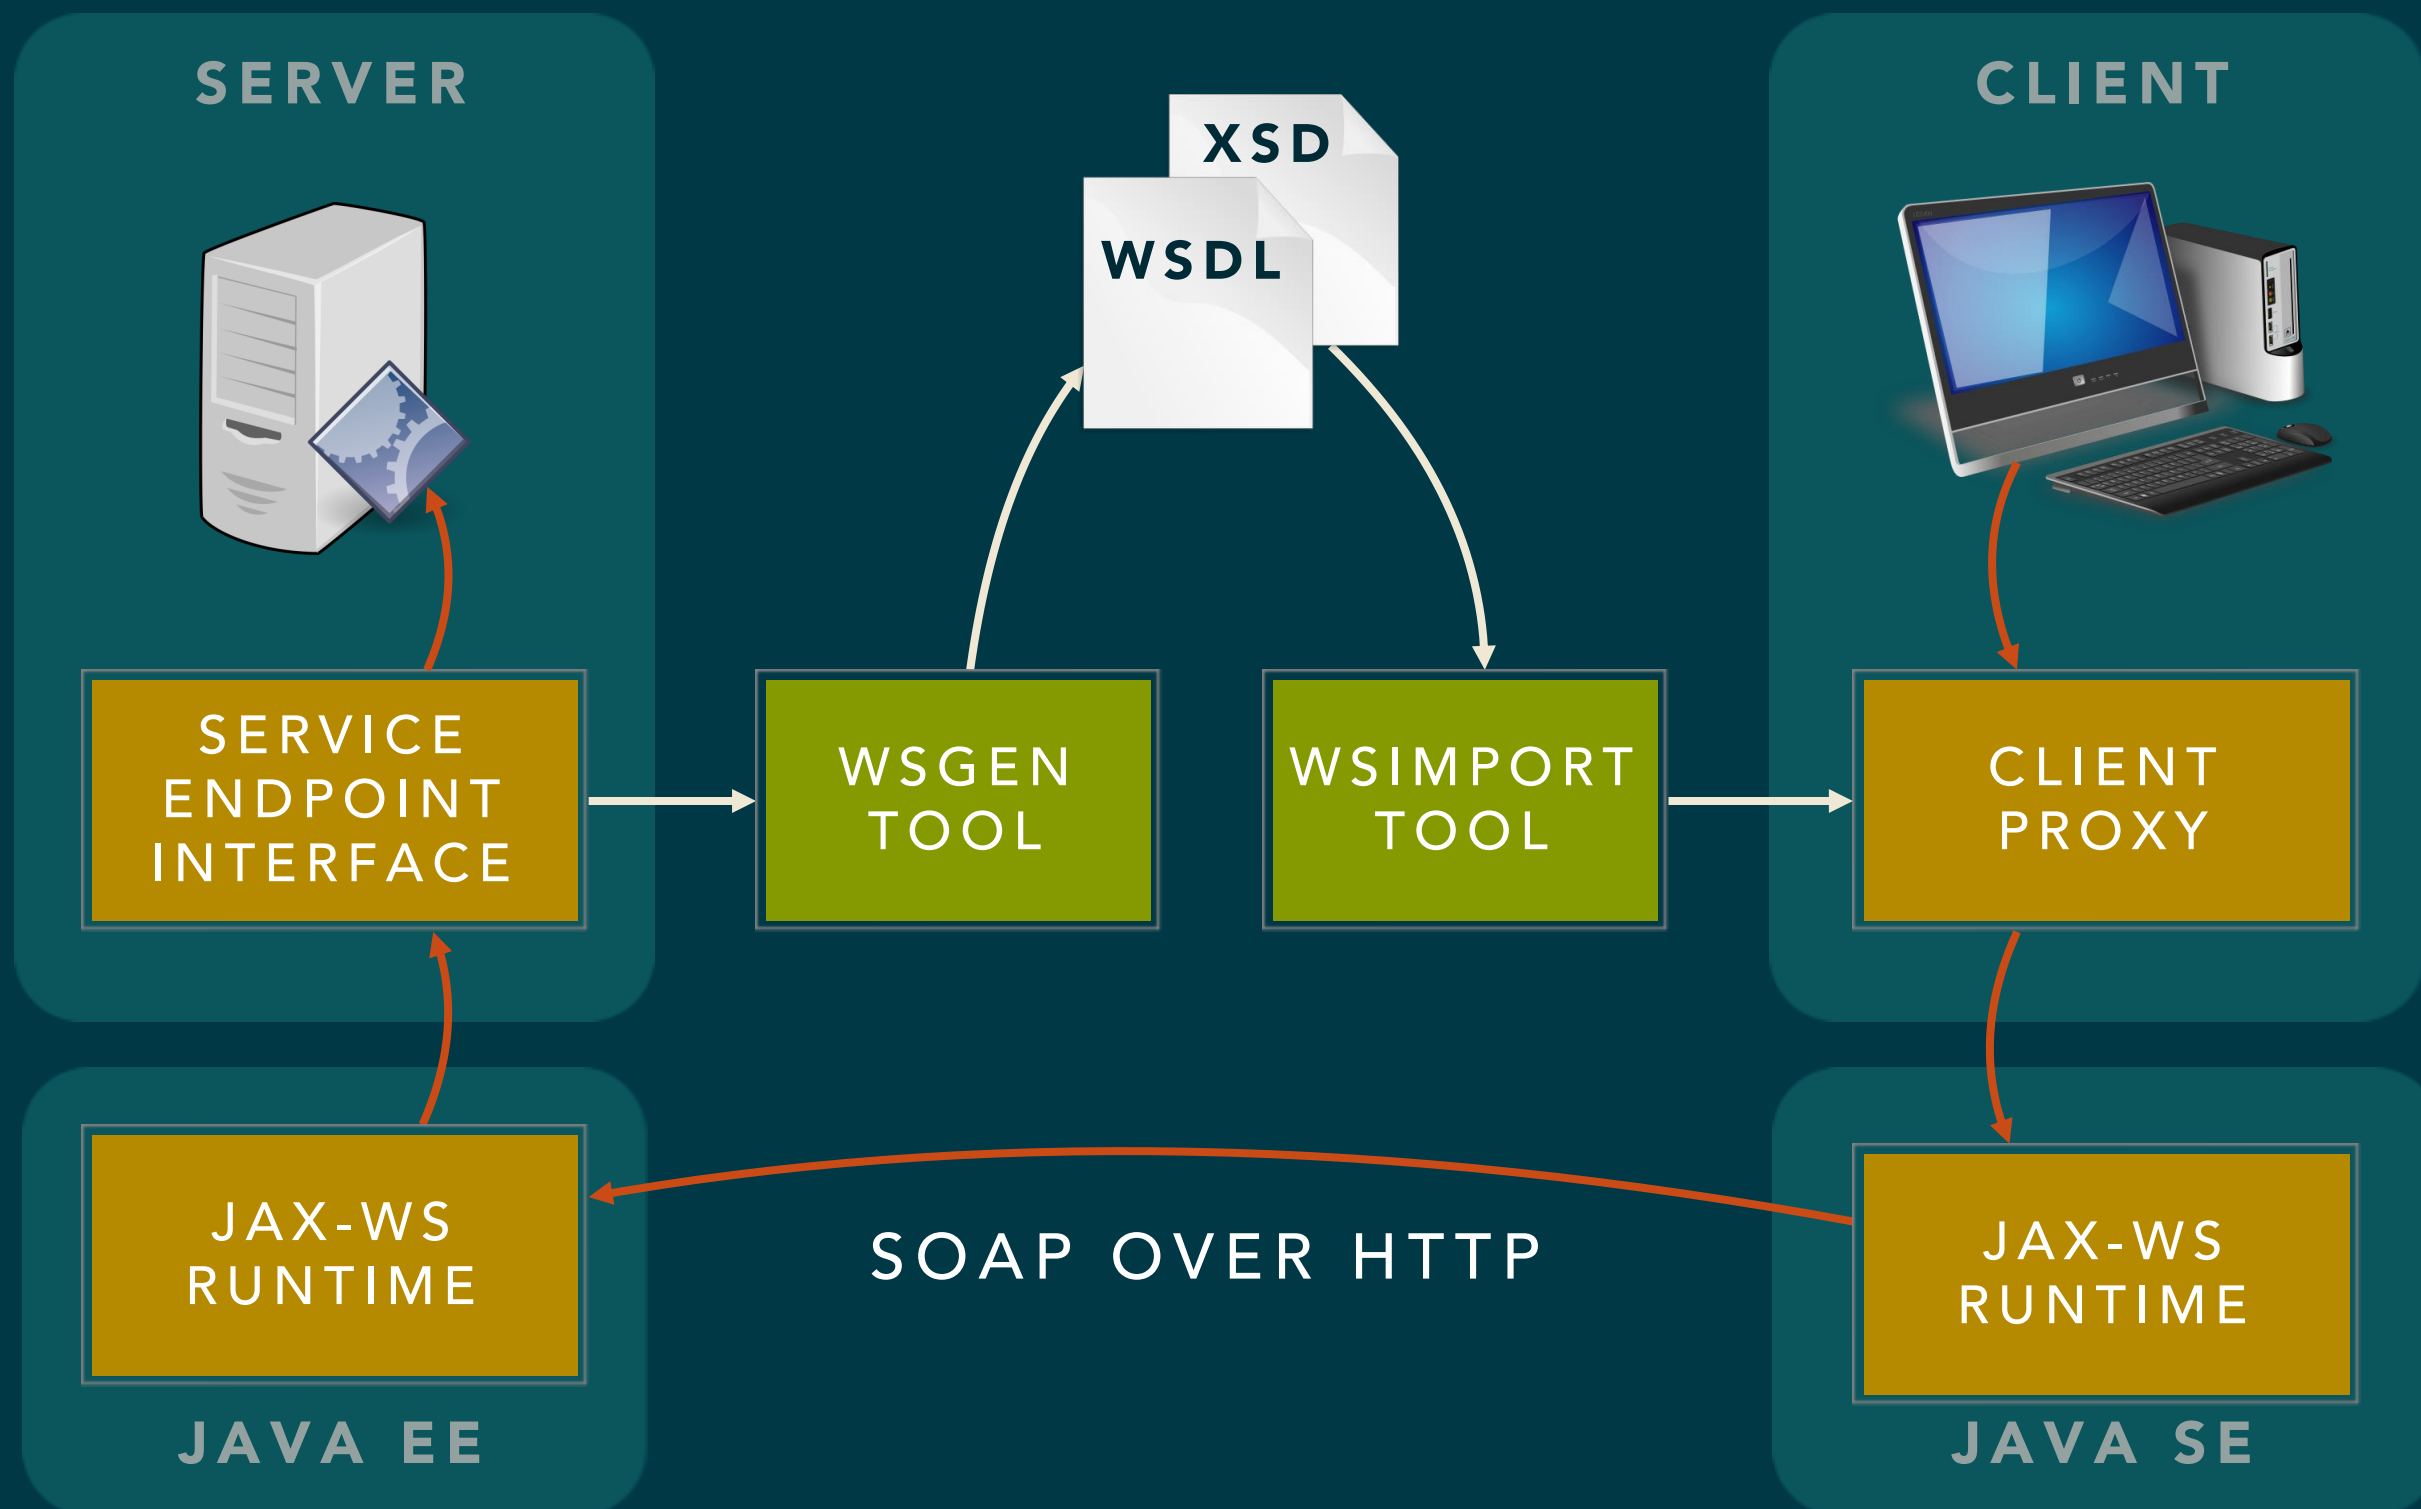 SERVER
CLIENT
XSD
WSDL
SERVICE
ENDPOINT
INTERFACE
WSGEN
TOOL
WSIMPORT
TOOL
CLIENT
PROXY
JAX-WS
RUNTIME
SOAP OVER HTTP
JAX-WS
RUNTIME
JAVA EE
JAVA SE